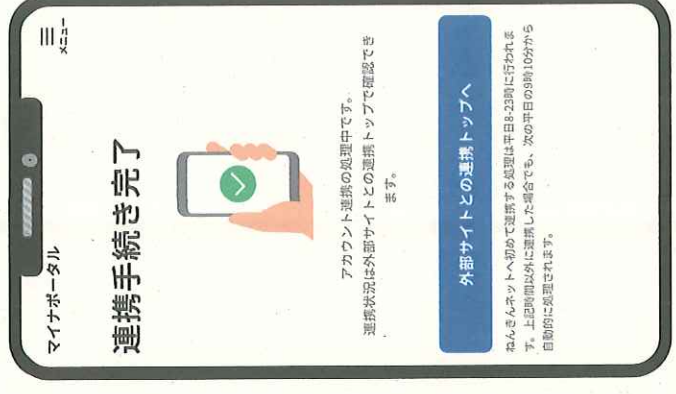 マイナポータル
メニュー
連携手続き完了
アカウント連携の処理中です。
連携状況は外部サイトとの連携トップで確認でき
ます。
外部サイトとの連携トップへ
ねんきんネットへ初めて連携する処理は平日8-23時に行われま
す。上記時間以外に連携した場合でも、次の平日の9時10分から
自動的に処理されます。